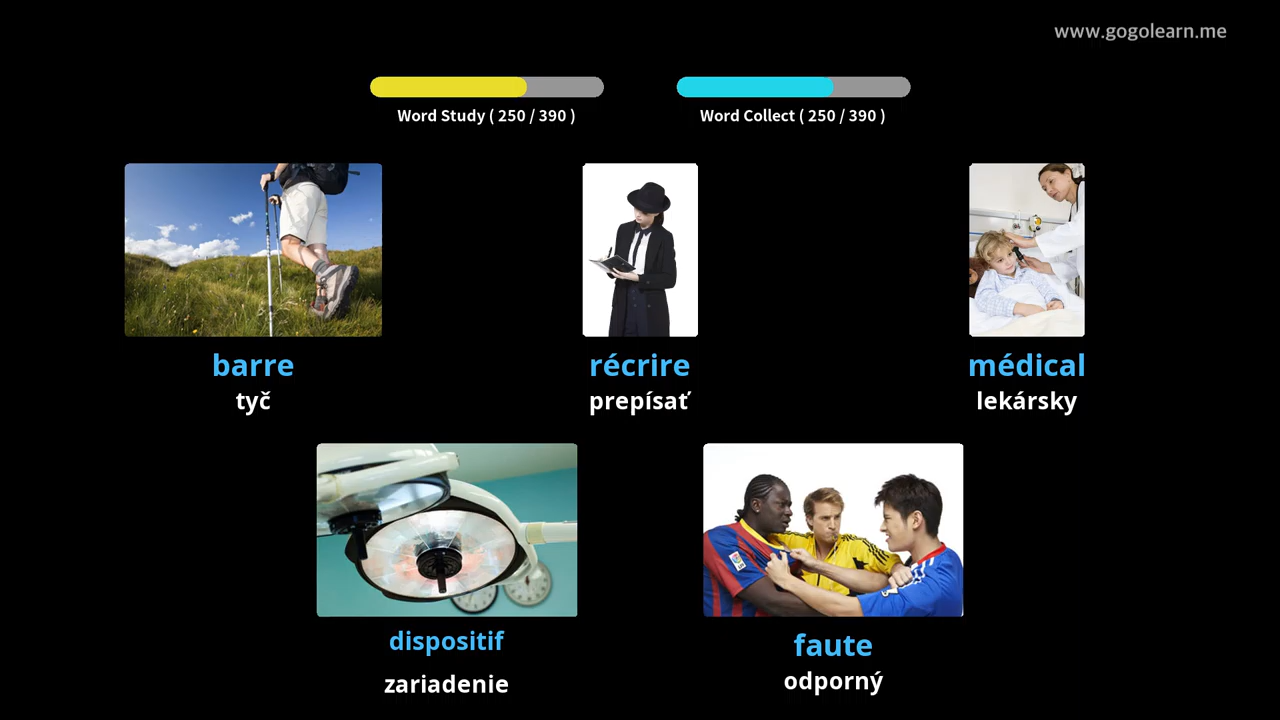 www.gogolearn.me
Word Study ( 250 / 390 )
Word Collect ( 250 / 390 )
barre
tyč
récrire
prepísať
médical
lekársky
dispositif
zariadenie
faute
odporný